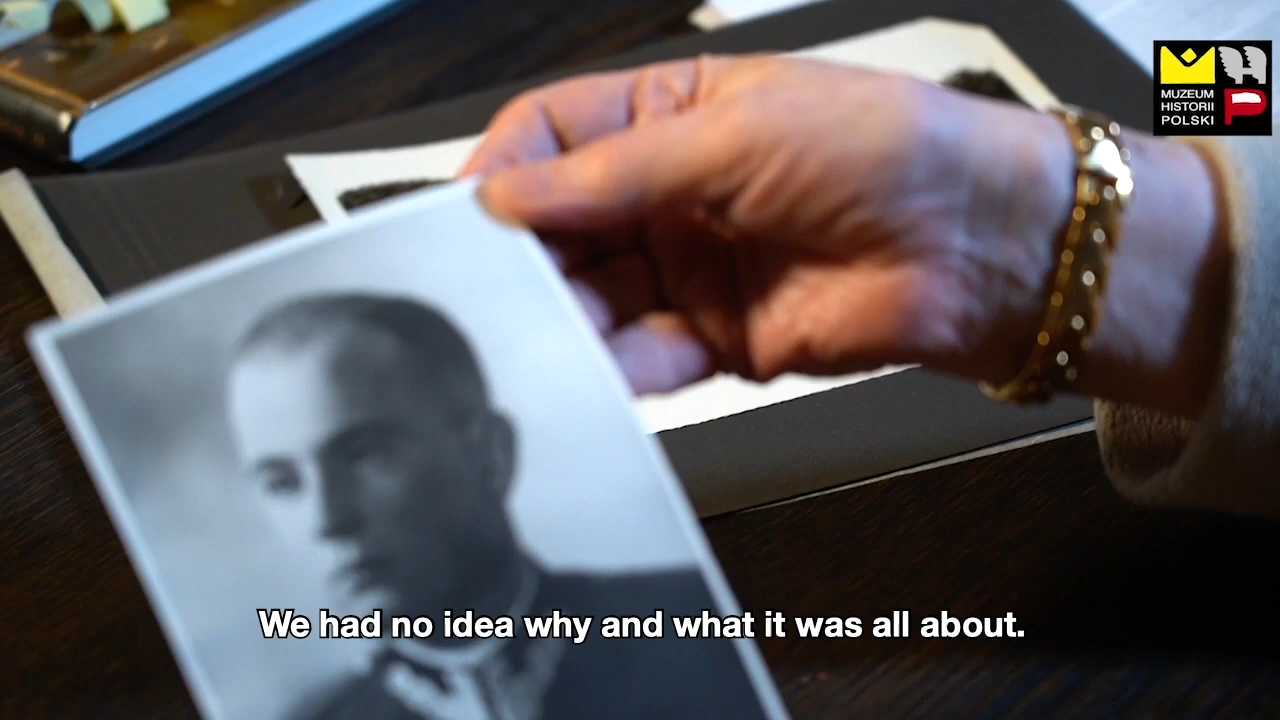 MUZEUM
HISTORII
POLSKI
We had no idea why and what it was all about.